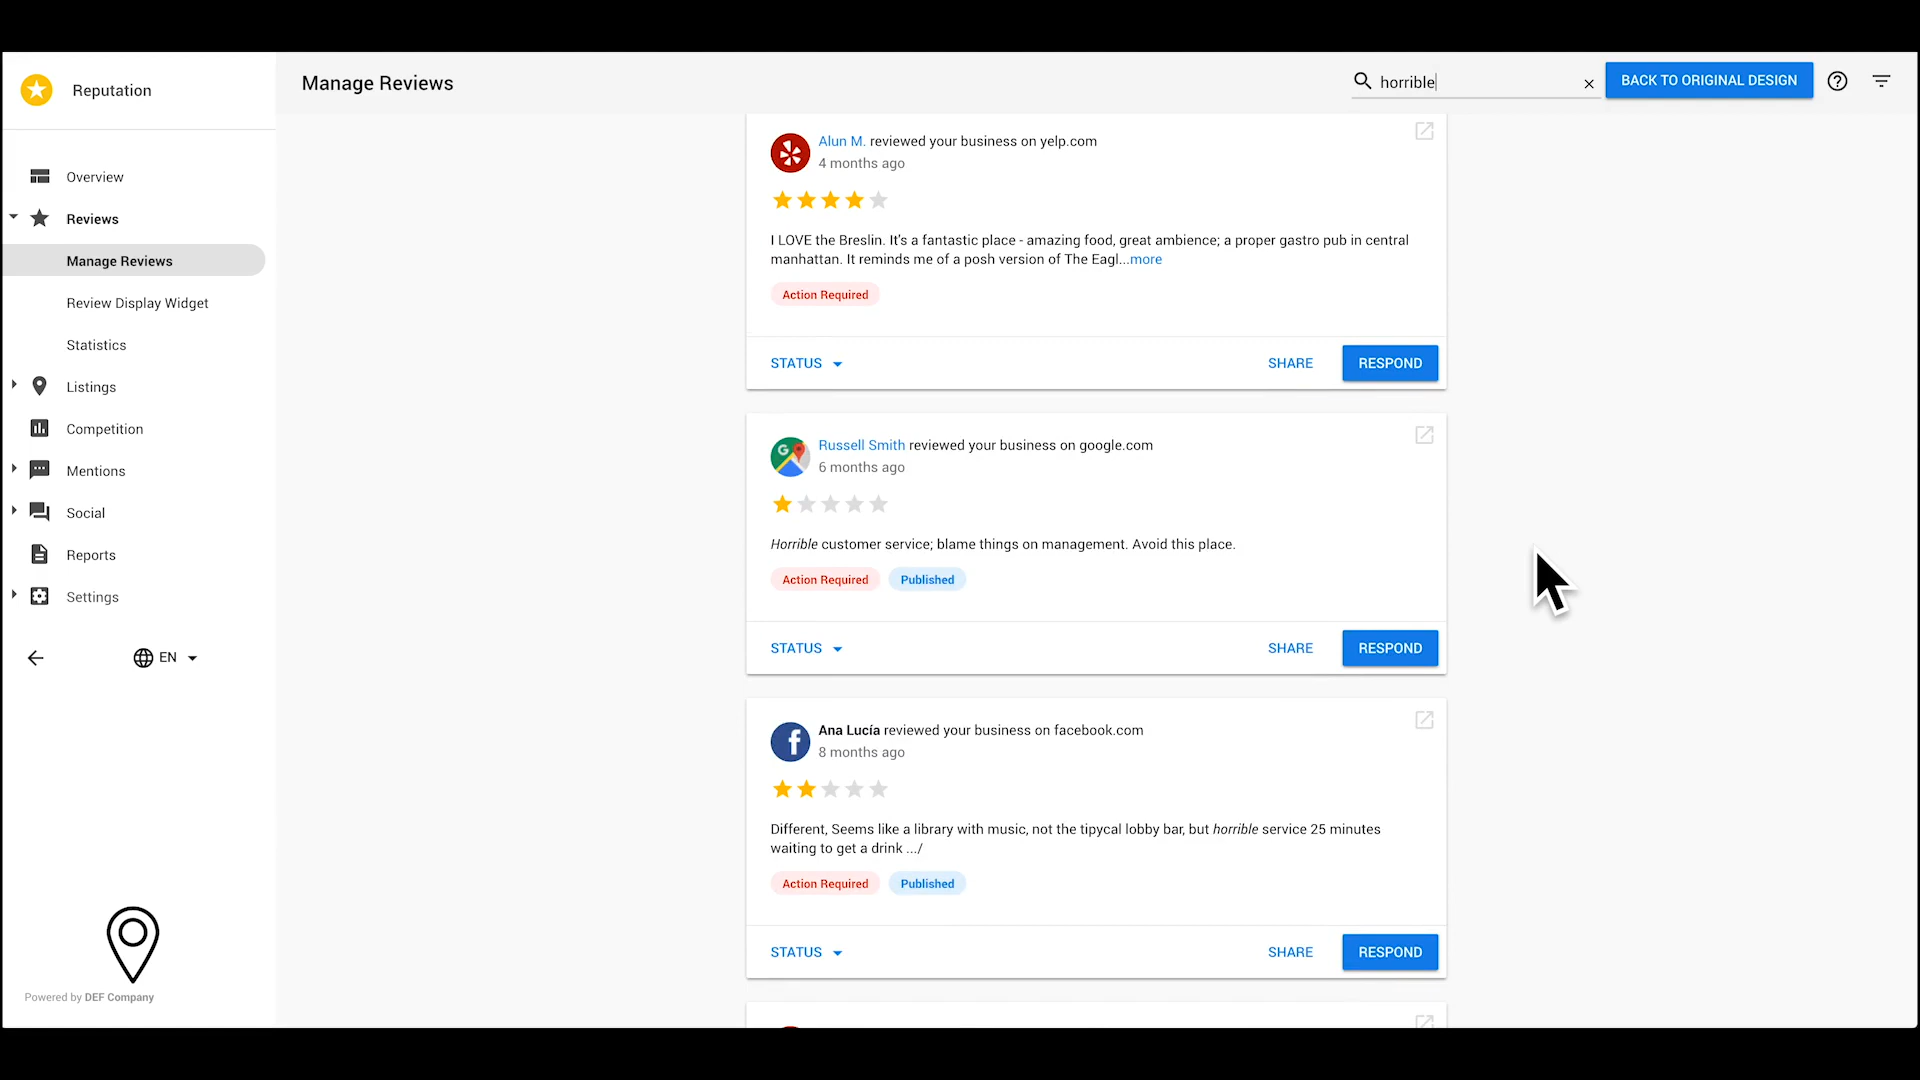 Reputation
Manage Reviews
horrible
BACK TO ORIGINAL DESIGN
Overview
Reviews
Manage Reviews
Review Display Widget
Statistics
Listings
Competition
Mentions
Social
Reports
Settings
EN
Powered by DEF Company
Alun M. reviewed your business on yelp.com
4 months ago
I LOVE the Breslin. It's a fantastic place - amazing food, great ambience; a proper gastro pub in central
manhattan. It reminds me of a posh version of The Eagl...more
Action Required
STATUS
SHARE
RESPOND
G
Russell Smith reviewed your business on google.com
6 months ago
Horrible customer service; blame things on management. Avoid this place.
Action Required
Published
STATUS
SHARE
RESPOND
f
Ana Lucía reviewed your business on facebook.com
8 months ago
Different, Seems like a library with music, not the tipycal lobby bar, but horrible service 25 minutes
waiting to get a drink .../
Action Required
Published
STATUS
SHARE
RESPOND